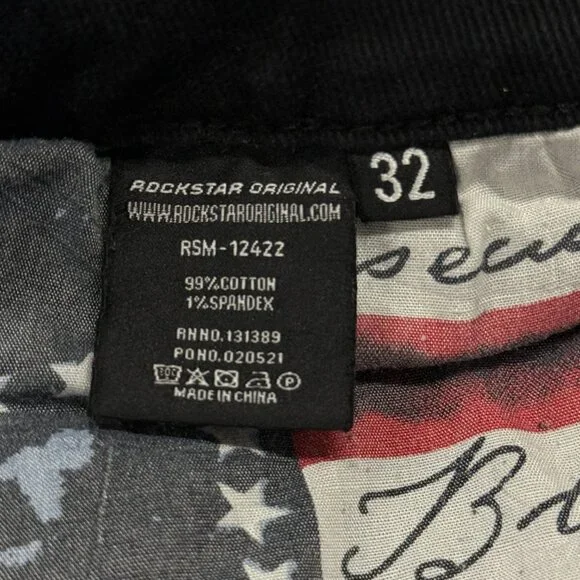 ROCKSTAR ORIGINAL
WWW.ROCKSTARORIGINAL.COM
32
RSM-12422
99%COTTON
1%SPANDEX
RNNO.131389
PONO.020521
MADE IN CHINA